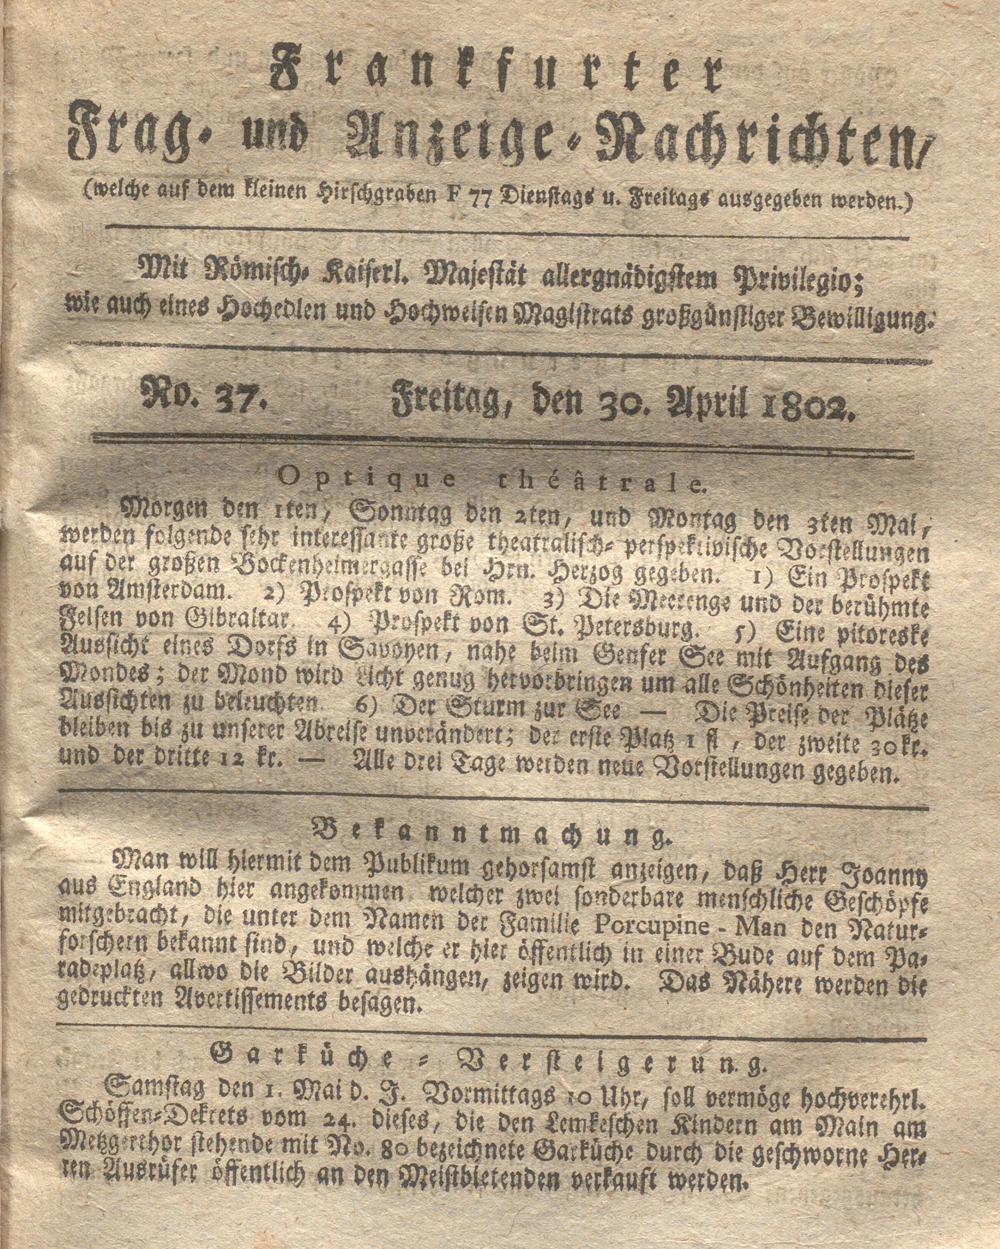 Frankfurter
Frag- und Anzeige-Nachrichten,
(welche auf dem kleinen Hirschgraben F 77 Dienstags u. Freitags ausgegeben werden.)
Mit Römisch- Kaiserl. Majestät allergnädigstem Privilegio;
wie auch eines Hochedlen und Hochweisen Magistrats großgünstiger Bewilligung.
No. 37. Freitag, den 30. April 1802.
Optique théâtrale.
Morgen den 1ten, Sonntag den 2ten, und Montag den 3ten Mai,
werden folgende sehr interessante große theatralisch- perspektivische Vorstellungen
auf der großen Bockenheimergasse bei Hrn. Herzog gegeben. 1) Ein Prospekt
von Amsterdam. 2) Prospekt von Rom. 3) Die Meerenge und der berühmte
Felsen von Gibraltar. 4) Prospekt von St. Petersburg. 5) Eine pitoreske
Aussicht eines Dorfs in Savoyen, nahe beim Genfer See mit Aufgang des
Mondes; der Mond wird Licht genug hervorbringen um alle Schönheiten dieser
Aussichten zu beleuchten. 6) Der Sturm zur See — Die Preise der Plätze
bleiben bis zu unserer Abreise unverändert; der erste Platz 1 fl, der zweite 30 kr.
und der dritte 12 kr. — Alle drei Tage werden neue Vorstellungen gegeben.
Bekanntmachung.
Man will hiermit dem Publikum gehorsamst anzeigen, daß Herr Joanny
aus England hier angekommen welcher zwei sonderbare menschliche Geschöpfe
mitgebracht, die unter dem Namen der Familie Porcupine-Man den Natur-
forschern bekannt sind, und welche er hier öffentlich in einer Bude auf dem Pa-
radeplatz, allwo die Bilder aushängen, zeigen wird. Das Nähere werden die
gedruckten Avertissements besagen.
Garküche-Versteigerung.
Samstag den 1. Mai d. J. Vormittags 10 Uhr, soll vermöge hochverehrl.
Schöffen-Dekrets vom 24. dieses, die den Lemkeschen Kindern am Main am
Metzgerthor stehende mit No. 80 bezeichnete Garküche durch die geschworne Her-
ren Ausrüfer öffentlich an den Meistbietenden verkauft werden.